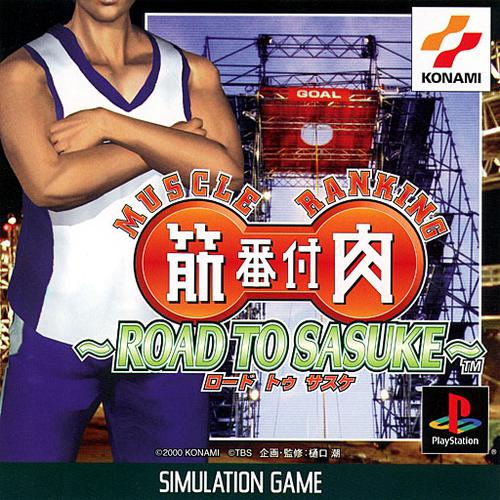 GOAL
KONAMI
MUSCLE RANKING
筋肉番付
~ROAD TO SASUKE~™
ロード トゥ サスケ
PlayStation
©2000 KONAMI ©TBS 企画・監修:樋口 潮
SIMULATION GAME